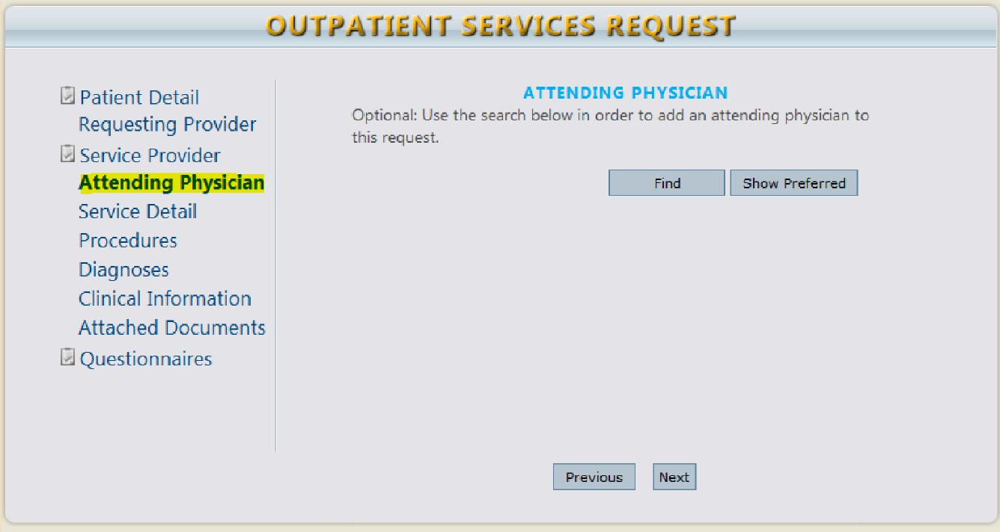 OUTPATIENT SERVICES REQUEST
Patient Detail
Requesting Provider
Service Provider
Attending Physician
Service Detail
Procedures
Diagnoses
Clinical Information
Attached Documents
Questionnaires
ATTENDING PHYSICIAN
Optional: Use the search below in order to add an attending physician to
this request.
Find Show Preferred
Previous Next